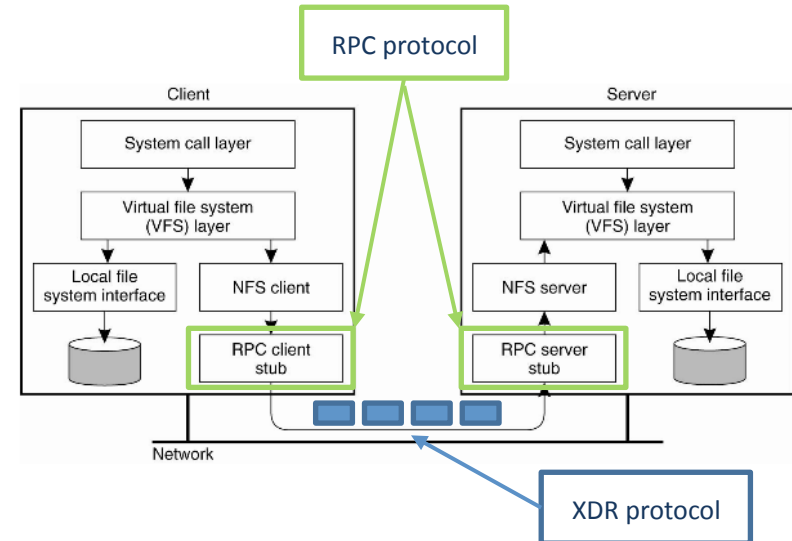 RPC protocol
Client
Server
System call layer
System call layer
Virtual file system
(VFS) layer
Virtual file system
(VFS) layer
Local file
system interface
NFS client
NFS server
Local file
system interface
RPC client
stub
RPC server
stub
Network
XDR protocol